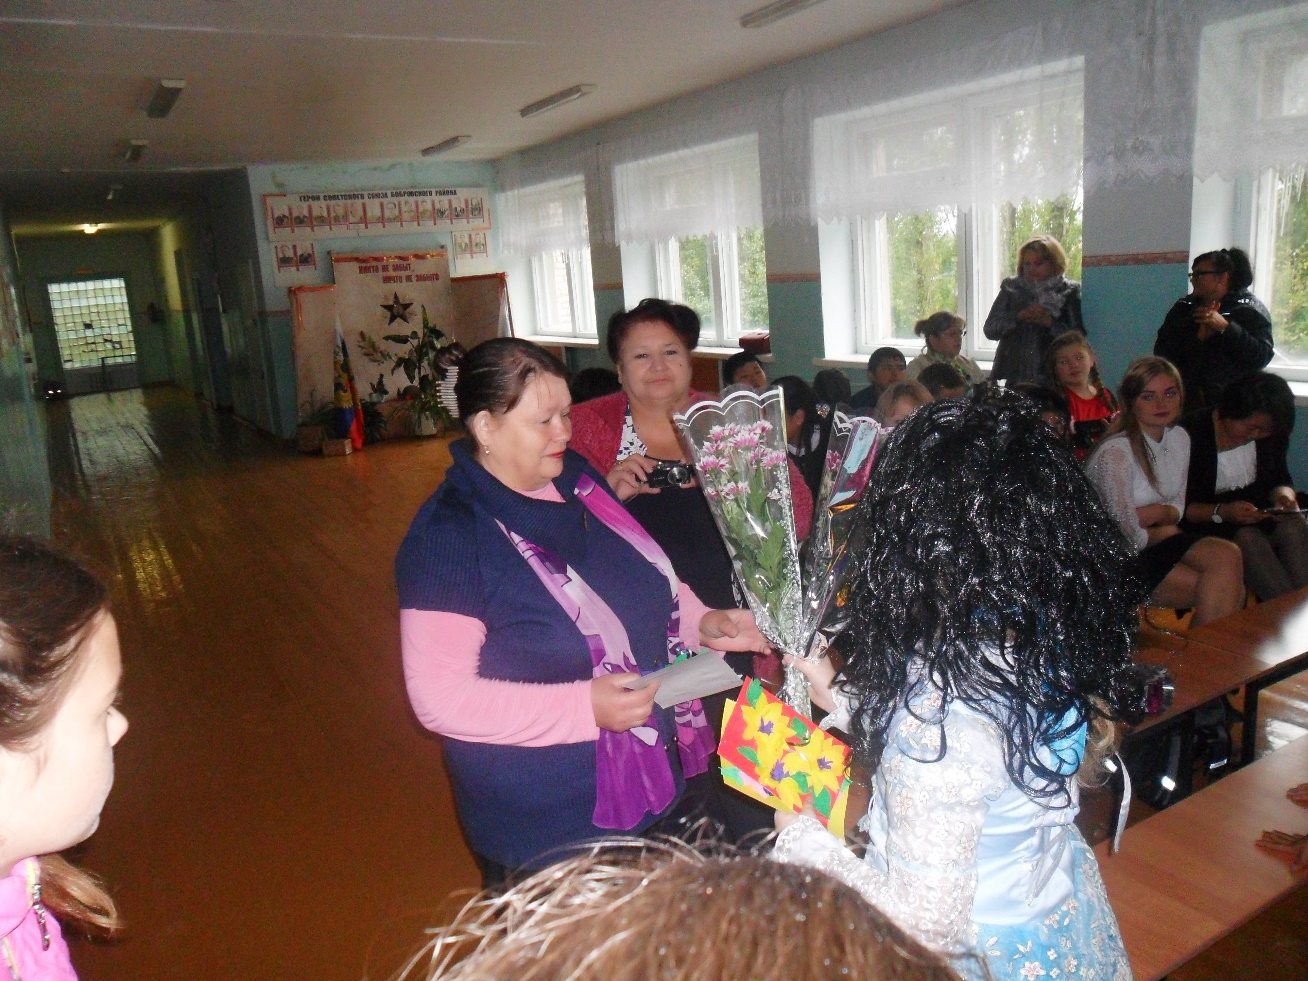 ГЕРОИ СОВЕТСКОГО СОЮЗА БОБРОВСКОГО РАЙОНА
НИКТО НЕ ЗАБЫТ,
НИЧТО НЕ ЗАБЫТО